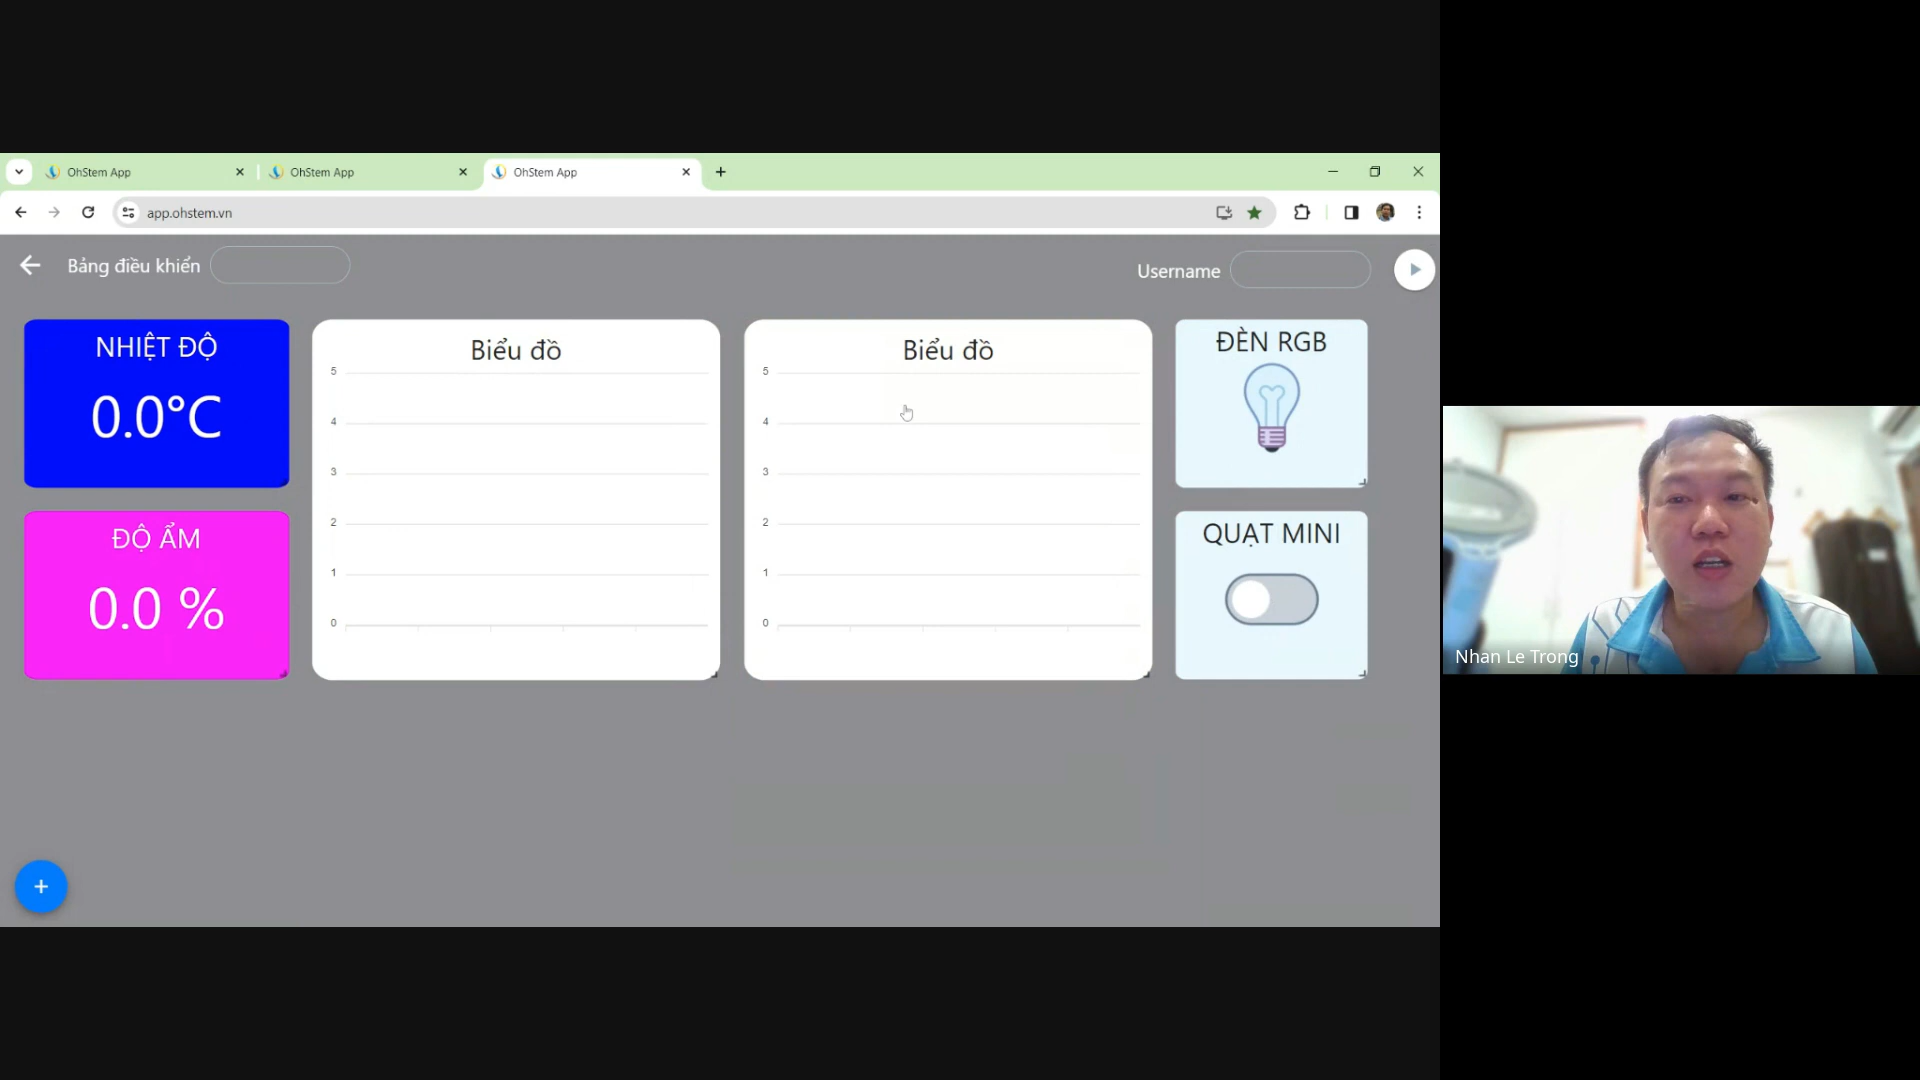 OhStem App
OhStem App
OhStem App
app.ohstem.vn
Bảng điều khiển
Username
NHIỆT ĐỘ
0.0°C
ĐỘ ẨM
0.0 %
Biểu đồ
5
4
3
2
1
0
Biểu đồ
5
4
3
2
1
0
ĐÈN RGB
QUẠT MINI
Nhan Le Trong